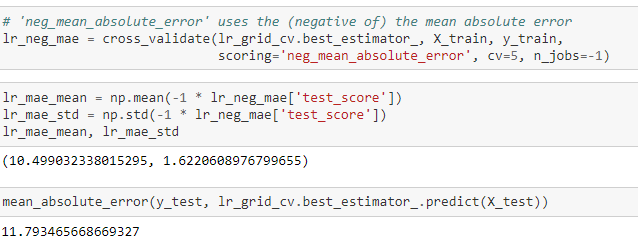 # 'neg_mean_absolute_error' uses the (negative of) the mean absolute error
lr_neg_mae = cross_validate(lr_grid_cv.best_estimator_, X_train, y_train,
                            scoring='neg_mean_absolute_error', cv=5, n_jobs=-1)
lr_mae_mean = np.mean(-1 * lr_neg_mae['test_score'])
lr_mae_std = np.std(-1 * lr_neg_mae['test_score'])
lr_mae_mean, lr_mae_std
(10.499032338015295, 1.6220608976799655)
mean_absolute_error(y_test, lr_grid_cv.best_estimator_.predict(X_test))
11.793465668669327